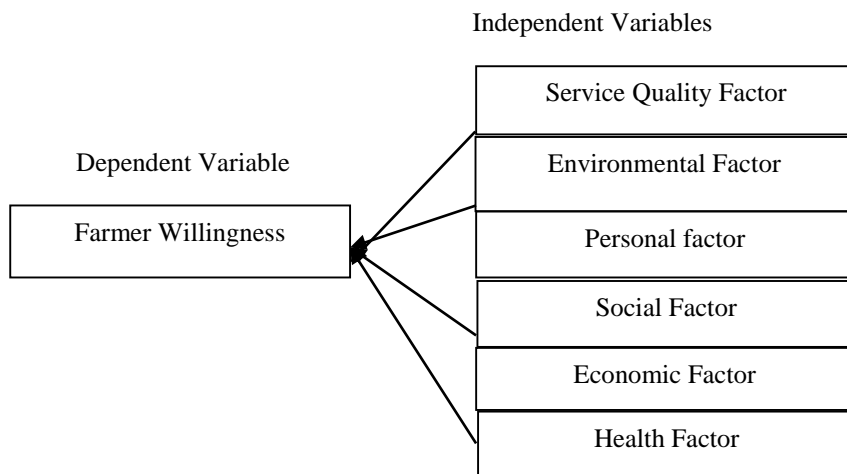 Independent Variables
Service Quality Factor
Dependent Variable
Environmental Factor
Farmer Willingness
Personal factor
Social Factor
Economic Factor
Health Factor